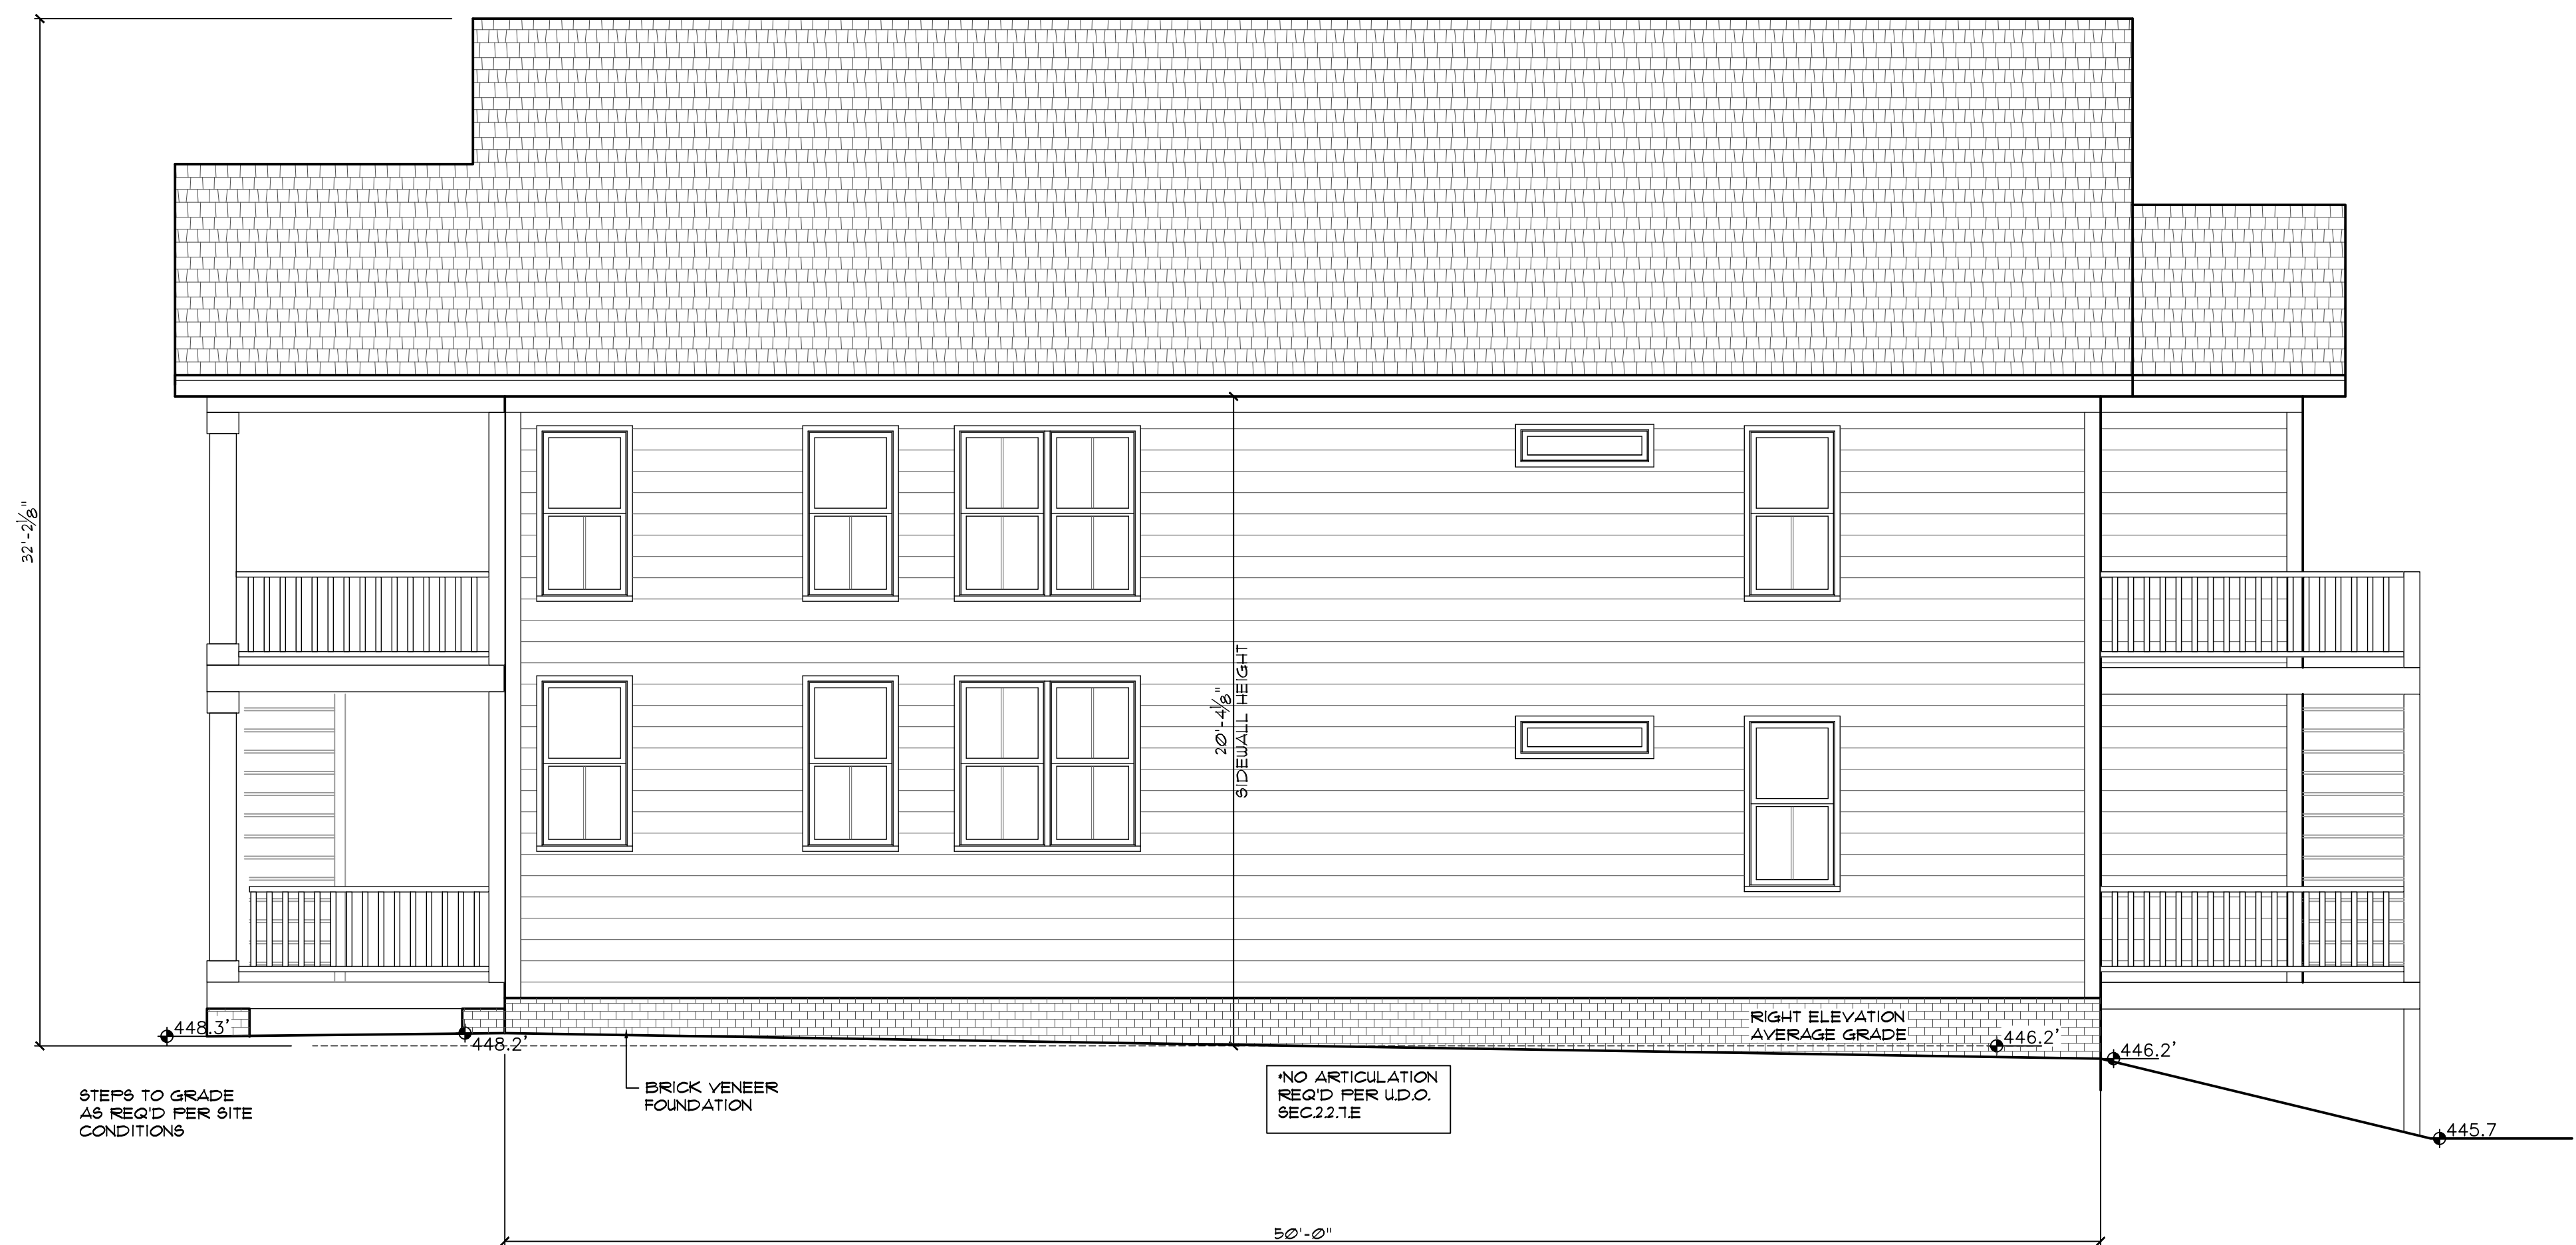 32'-2⅛"
20'-4⅛"
SIDEWALL HEIGHT
448.3'
448.2'
RIGHT ELEVATION
AVERAGE GRADE
446.2'
446.2'
445.7
STEPS TO GRADE
AS REQ'D PER SITE
CONDITIONS
BRICK VENEER
FOUNDATION
*NO ARTICULATION
REQ'D PER U.D.O.
SEC.2.2.7.E
50'-0"